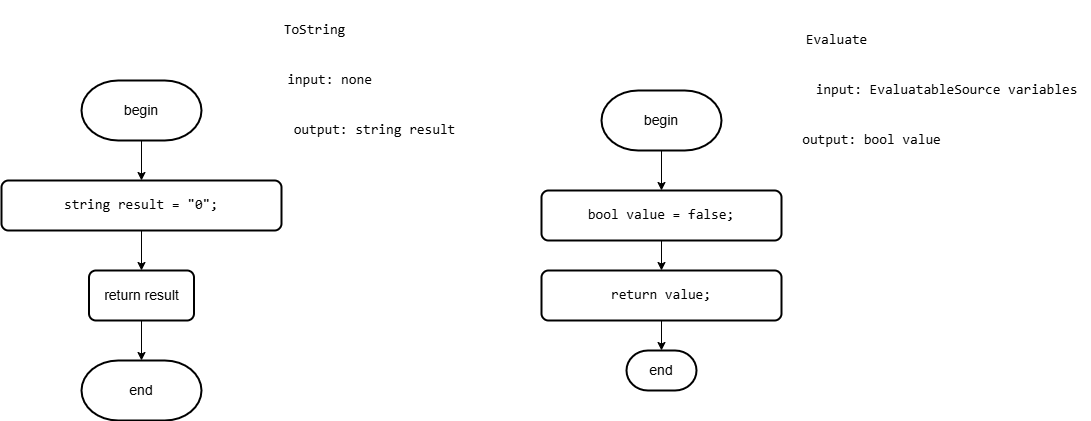 ToString
input: none
output: string result
begin
string result = "0";
return result
end
Evaluate
input: EvaluatableSource variables
output: bool value
begin
bool value = false;
return value;
end